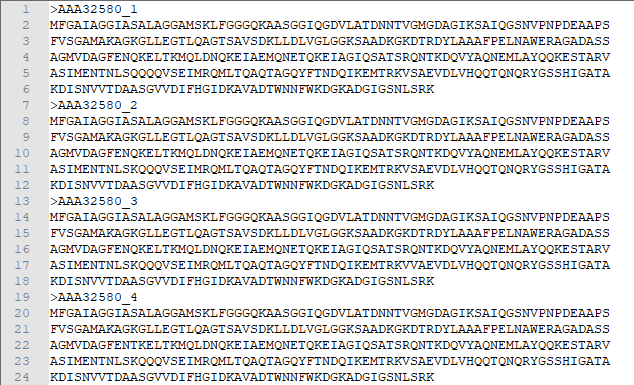 1 >AAA32580_1
2 MFGAIAGGIASALAGGAMSKLFGGGQKAASGGIQGDVLATDNNTVGMGDAGIKSAIQGSNVPNPDEAAPS
3 FVSGAMAKAGKGLLEGTLQAGTSAVSDKLLDLVGLGGKSAADKGKDTRDYLAAAFPELNAWERAGADASS
4 AGMVDAGFENQKELTKMQLDNQKEIAEMQNETQKEIAGIQSATSRQNTKDQVYAQNEMLAYQQKESTARV
5 ASIMENTNLSQQQQVSEIMRQMLTQAQTAGQYFTNDQIKEMTRKVSAEVDLVHQQTQNQRYGSSHIGATA
6 KDISNVVTDAASGVVDIFHGIDKAVADTWNNFWKDGKADGIGSNLSRK
7 >AAA32580_2
8 MFGAIAGGIASALAGGAMSKLFGGGQKAASGGIQGDVLATDNNTVGMGDAGIKSAIQGSNVPNPDEAAPS
9 FVSGAMAKAGKGLLEGTLQAGTSAVSDKLLDLVGLGGKSAADKGKDTRDYLAAAFPELNAWERAGADASS
10 AGMVDAGFENQKELTKMQLDNQKEIAEMQNETQKEIAGIQSATSRQNTKDQVYAQNEMLAYQQKESTARV
11 ASIMENTNLSKQQQVSEIMRQMLTQAQTAGQYFTNDQIKEMTRKVSAEVDLVHQQTQNQRYGSSHIGATA
12 KDISNVVTDAASGVVDIFHGIDKAVADTWNNFWKDGKADGIGSNLSRK
13 >AAA32580_3
14 MFGAIAGGIASALAGGAMSKLFGGGQKAASGGIQGDVLATDNNTVGMGDAGIKSAIQGSNVPNPDEAAPS
15 FVSGAMAKAGKGLLEGTLQAGTSAVSDKLLDLVGLGGKSAADKGKDTRDYLAAAFPELNAWERAGADASS
16 AGMVDAGFENQKELTKMQLDNQKEIAEMQNETQKEIAGIQSATSRQNTKDQVYAQNEMLAYQQKESTARV
17 ASIMENTNLSKQQQVSEIMRQMLTQAQTAGQYFTNDQIKEMTRKVVAEVDLVHQQTQNQRYGSSHIGATA
18 KDISNVVTDAASGVVDIFHGIDKAVADTWNNFWKDGKADGIGSNLSRK
19 >AAA32580_4
20 MFGAIAGGIASALAGGAMSKLFGGGQKAASGGIQGDVLATDNNTVGMGDAGIKSAIQGSNVPNPDEAAPS
21 FVSGAMAKAGKGLLEGTLQAGTSAVSDKLLDLVGLGGKSAADKGKDTRDYLAAAFPELNAWERAGADASS
22 AGMVDAGFENTKELTKMQLDNQKEIAEMQNETQKEIAGIQSATSRQNTKDQVYAQNEMLAYQQKESTARV
23 ASIMENTNLSKQQQVSEIMRQMLTQAQTAGQYFTNDQIKEMTRKVSAEVDLVHQQTQNQRYGSSHIGATA
24 KDISNVVTDAASGVVDIFHGIDKAVADTWNNFWKDGKADGIGSNLSRK